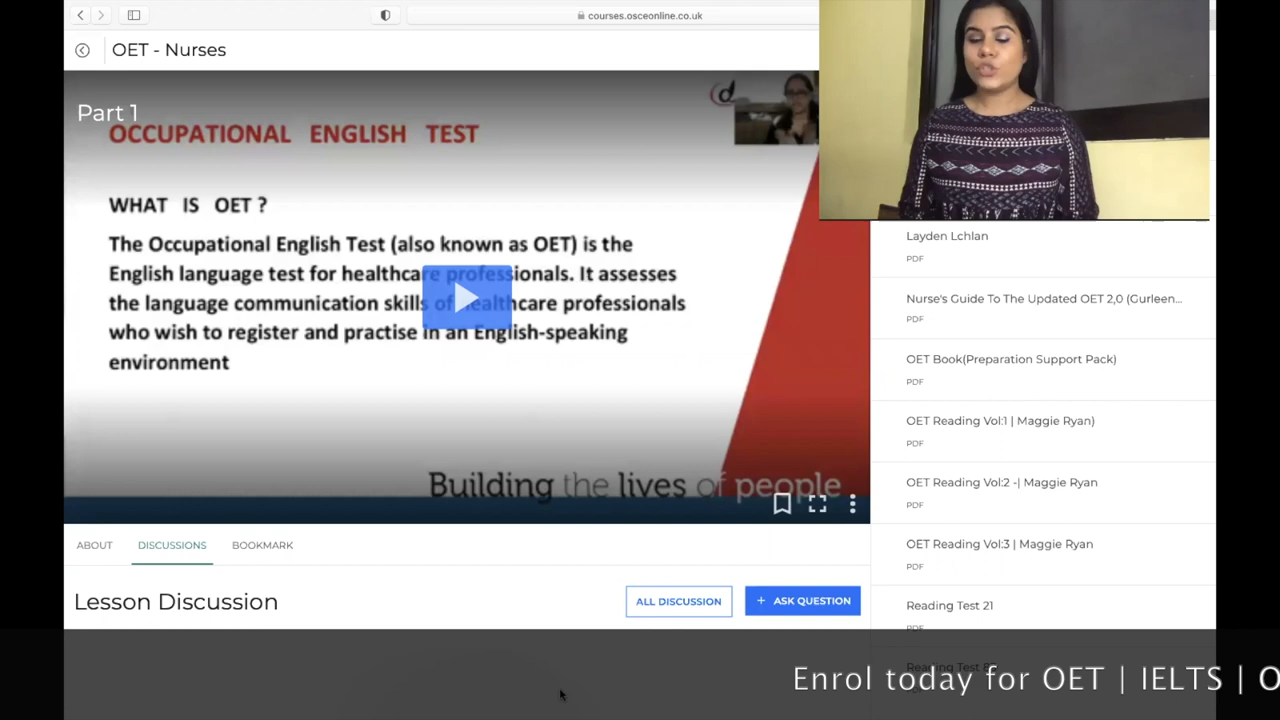 courses.osceonline.co.uk
OET - Nurses
Part 1
OCCUPATIONAL ENGLISH TEST
WHAT IS OET ?
The Occupational English Test (also known as OET) is the
English language test for healthcare professionals. It assesses
the language communication skills of healthcare professionals
who wish to register and practise in an English-speaking
environment
Building the lives of people
ABOUT
DISCUSSIONS
BOOKMARK
Lesson Discussion
ALL DISCUSSION
+ ASK QUESTION
Layden Lchlan
PDF
Nurse's Guide To The Updated OET 2,0 (Gurleen...
PDF
OET Book(Preparation Support Pack)
PDF
OET Reading Vol:1 | Maggie Ryan)
PDF
OET Reading Vol:2 -| Maggie Ryan
PDF
OET Reading Vol:3 | Maggie Ryan
PDF
Reading Test 21
PDF
Reading Test
Enrol today for OET | IELTS | O